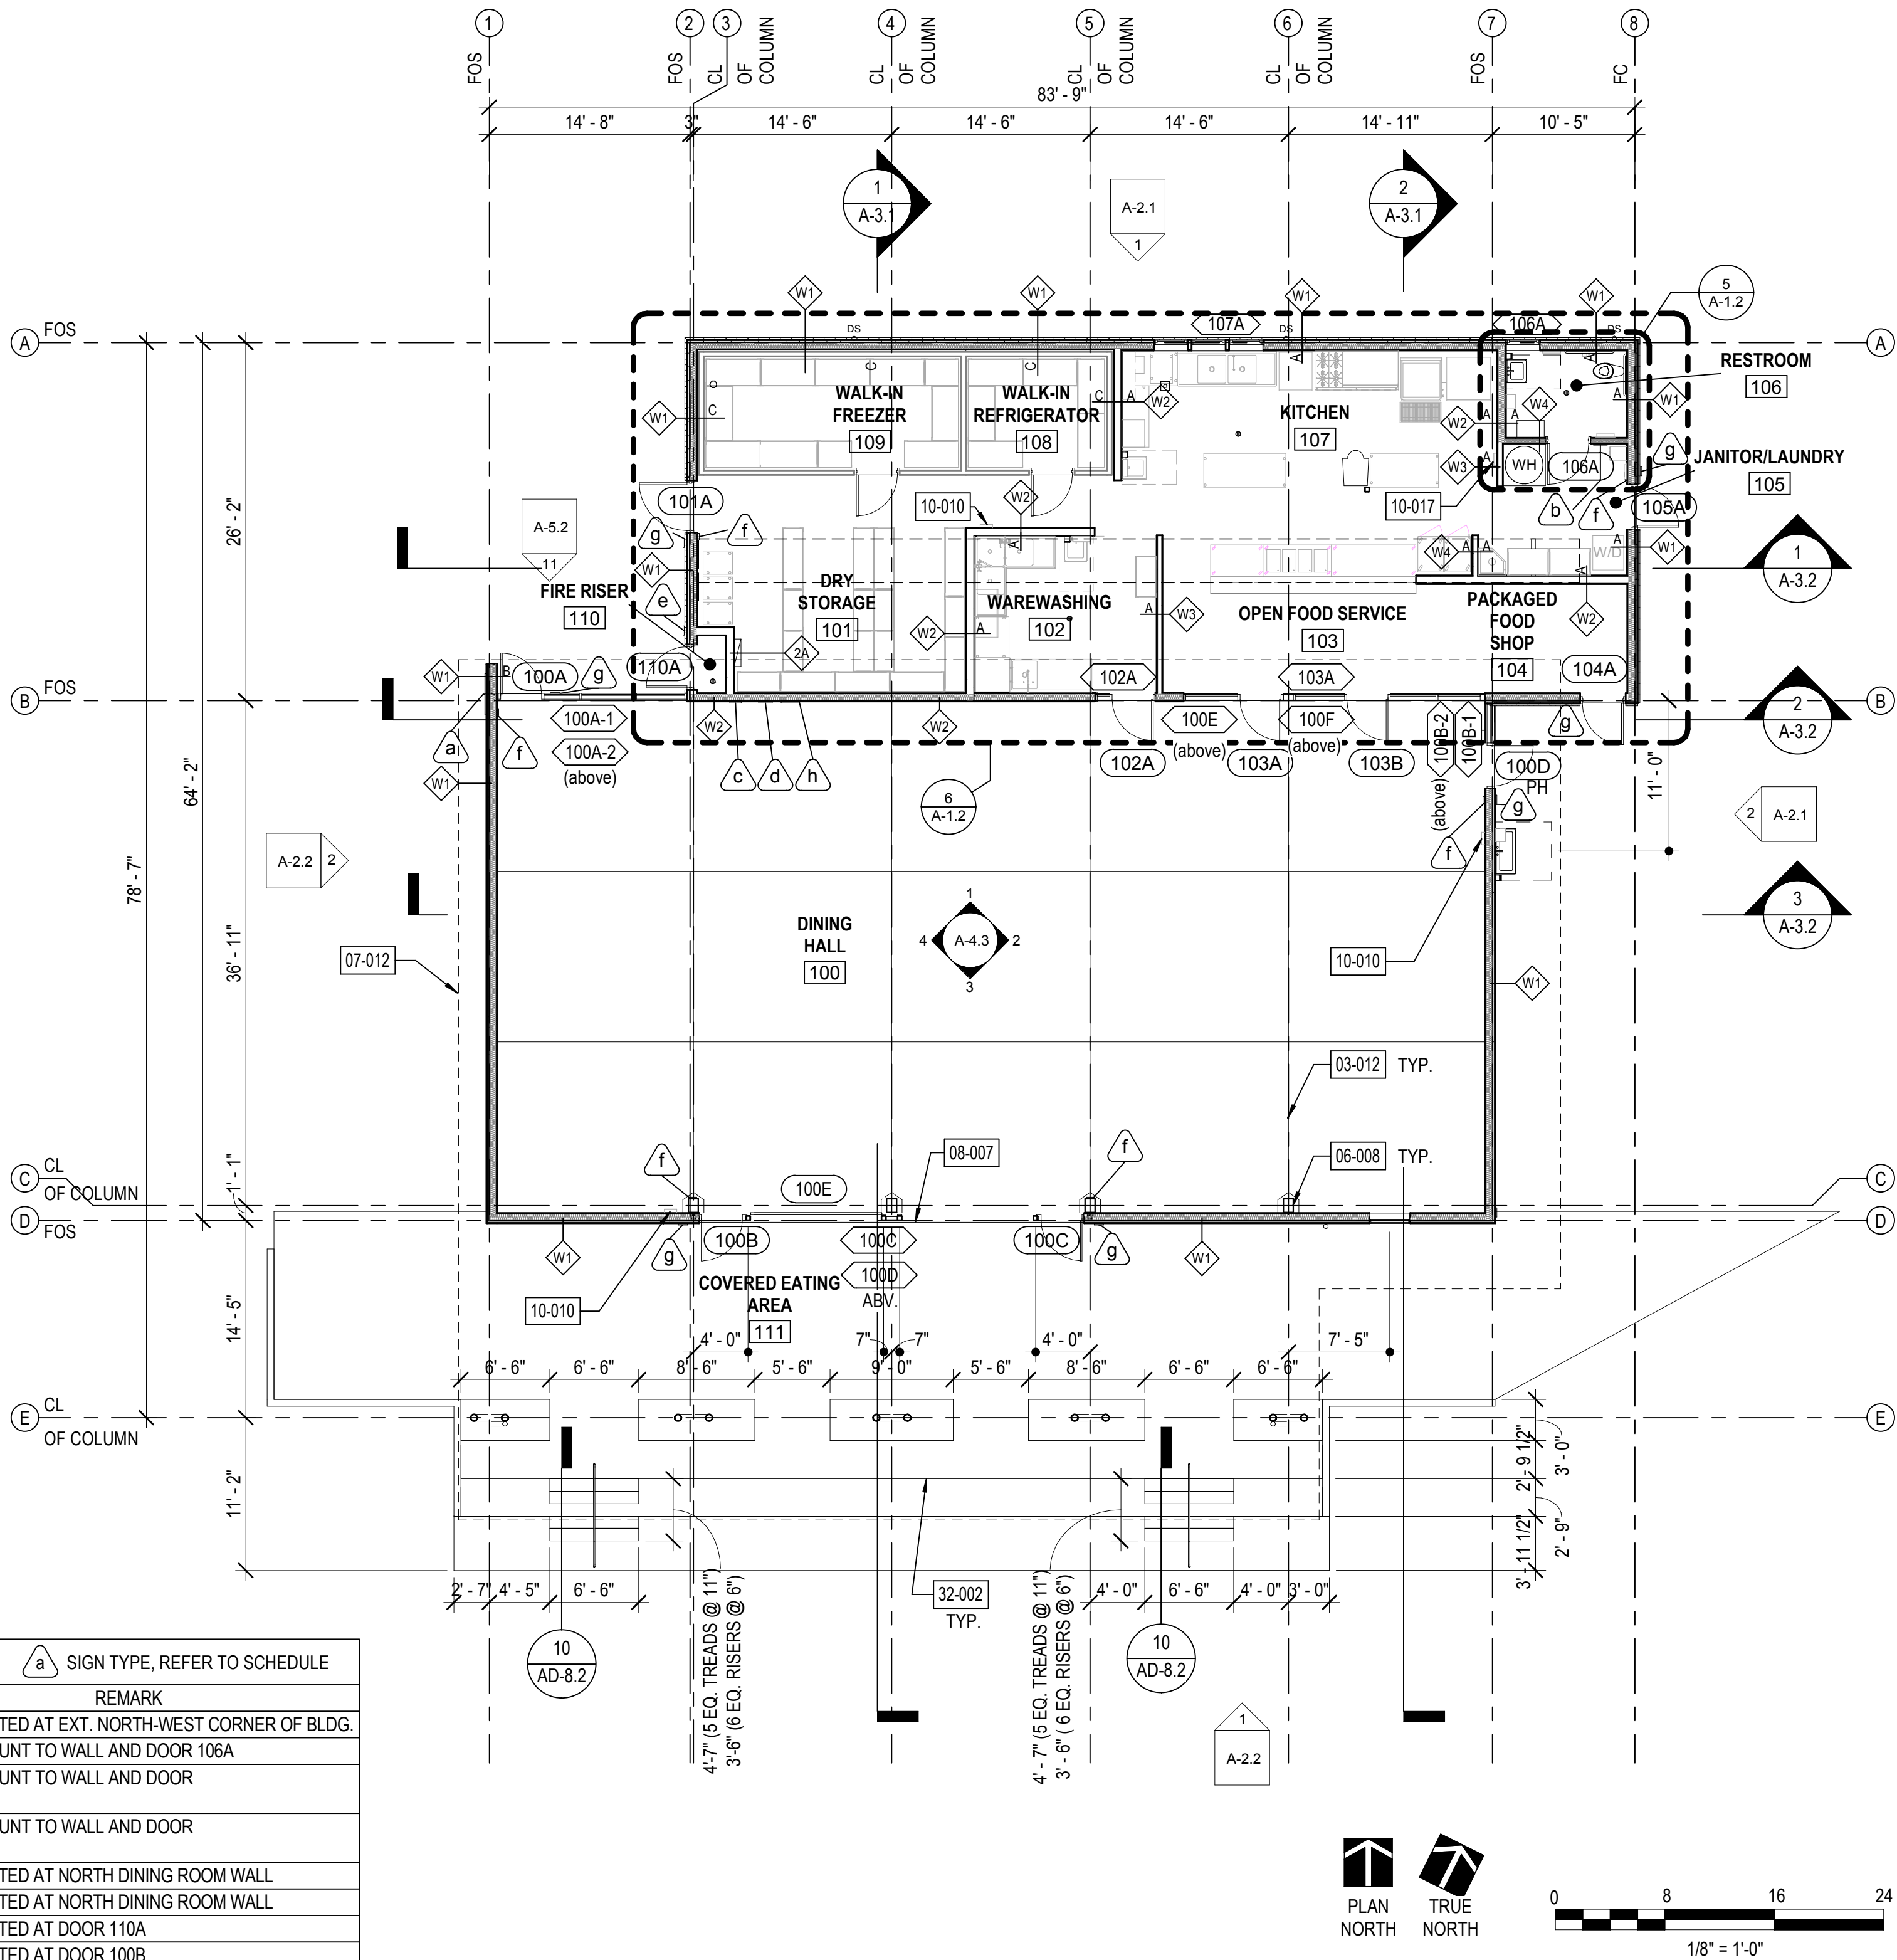 1
2
3
4
5
6
7
8
FOS
FOS
CL
OF
COLUMN
CL
OF
COLUMN
CL
OF
COLUMN
CL
OF
COLUMN
FOS
FC
83' - 9"
14' - 8"
3"
14' - 6"
14' - 6"
14' - 6"
14' - 11"
10' - 5"
1
A-3.1
A-2.1
1
2
A-3.1
5
A-1.2
W1
W1
W1
W1
A
FOS
DS
107A
DS
106A
DS
A
RESTROOM
106
WALK-IN
FREEZER
109
WALK-IN
REFRIGERATOR
108
KITCHEN
107
C
C
C
C
A
A
A
A
W1
W2
W2
A
W4
A
A
W1
W3
A
WH
106A
g
JANITOR/LAUNDRY
105
101A
10-010
W2
10-017
b
f
105A
A-5.2
11
g
f
A
W1
W4
A
A
A
W/D
A
W1
1
A-3.2
26' - 2"
FIRE RISER
110
e
DRY
STORAGE
101
WAREWASHING
102
A
W3
OPEN FOOD SERVICE
103
PACKAGED
FOOD
SHOP
104
W2
W2
A
2A
W1
B
100A
g
110A
102A
103A
104A
B
FOS
B
2
A-3.2
a
f
100A-1
100A-2
(above)
W2
W2
100E
(above)
100F
(above)
100B-2
100B-1
(above)
g
c
d
h
102A
103A
103B
100D
PH
W1
6
A-1.2
g
f
11' - 0"
2
A-2.1
64' - 2"
78' - 7"
A-2.2
2
36' - 11"
07-012
DINING
HALL
100
1
4
A-4.3
2
3
10-010
W1
3
A-3.2
03-012
TYP.
08-007
06-008
TYP.
f
f
C
CL
OF COLUMN
1' - 1"
C
100E
D
FOS
D
W1
g
100B
100C
100C
g
W1
COVERED EATING
AREA
111
100D
ABV.
10-010
14' - 5"
4' - 0"
7"
7"
4' - 0"
7' - 5"
6' - 6"
6' - 6"
8' - 6"
5' - 6"
9' - 0"
5' - 6"
8' - 6"
6' - 6"
6' - 6"
E
CL
OF COLUMN
E
2' - 9 1/2"
3' - 0"
11' - 2"
3' - 11 1/2"
2' - 9"
2' - 7"
4' - 5"
6' - 6"
32-002
TYP.
4' - 0"
6' - 6"
4' - 0"
3' - 0"
4'-7" (5 EQ. TREADS @ 11")
3'-6" (6 EQ. RISERS @ 6")
4' - 7" (5 EQ. TREADS @ 11")
3' - 6" ( 6 EQ. RISERS @ 6")
10
AD-8.2
10
AD-8.2
1
A-2.2
a SIGN TYPE, REFER TO SCHEDULE
REMARK
TED AT EXT. NORTH-WEST CORNER OF BLDG.
UNT TO WALL AND DOOR 106A
UNT TO WALL AND DOOR
UNT TO WALL AND DOOR
TED AT NORTH DINING ROOM WALL
TED AT NORTH DINING ROOM WALL
TED AT DOOR 110A
TED AT DOOR 100B
PLAN
NORTH
TRUE
NORTH
0
8
16
24
1/8" = 1'-0"